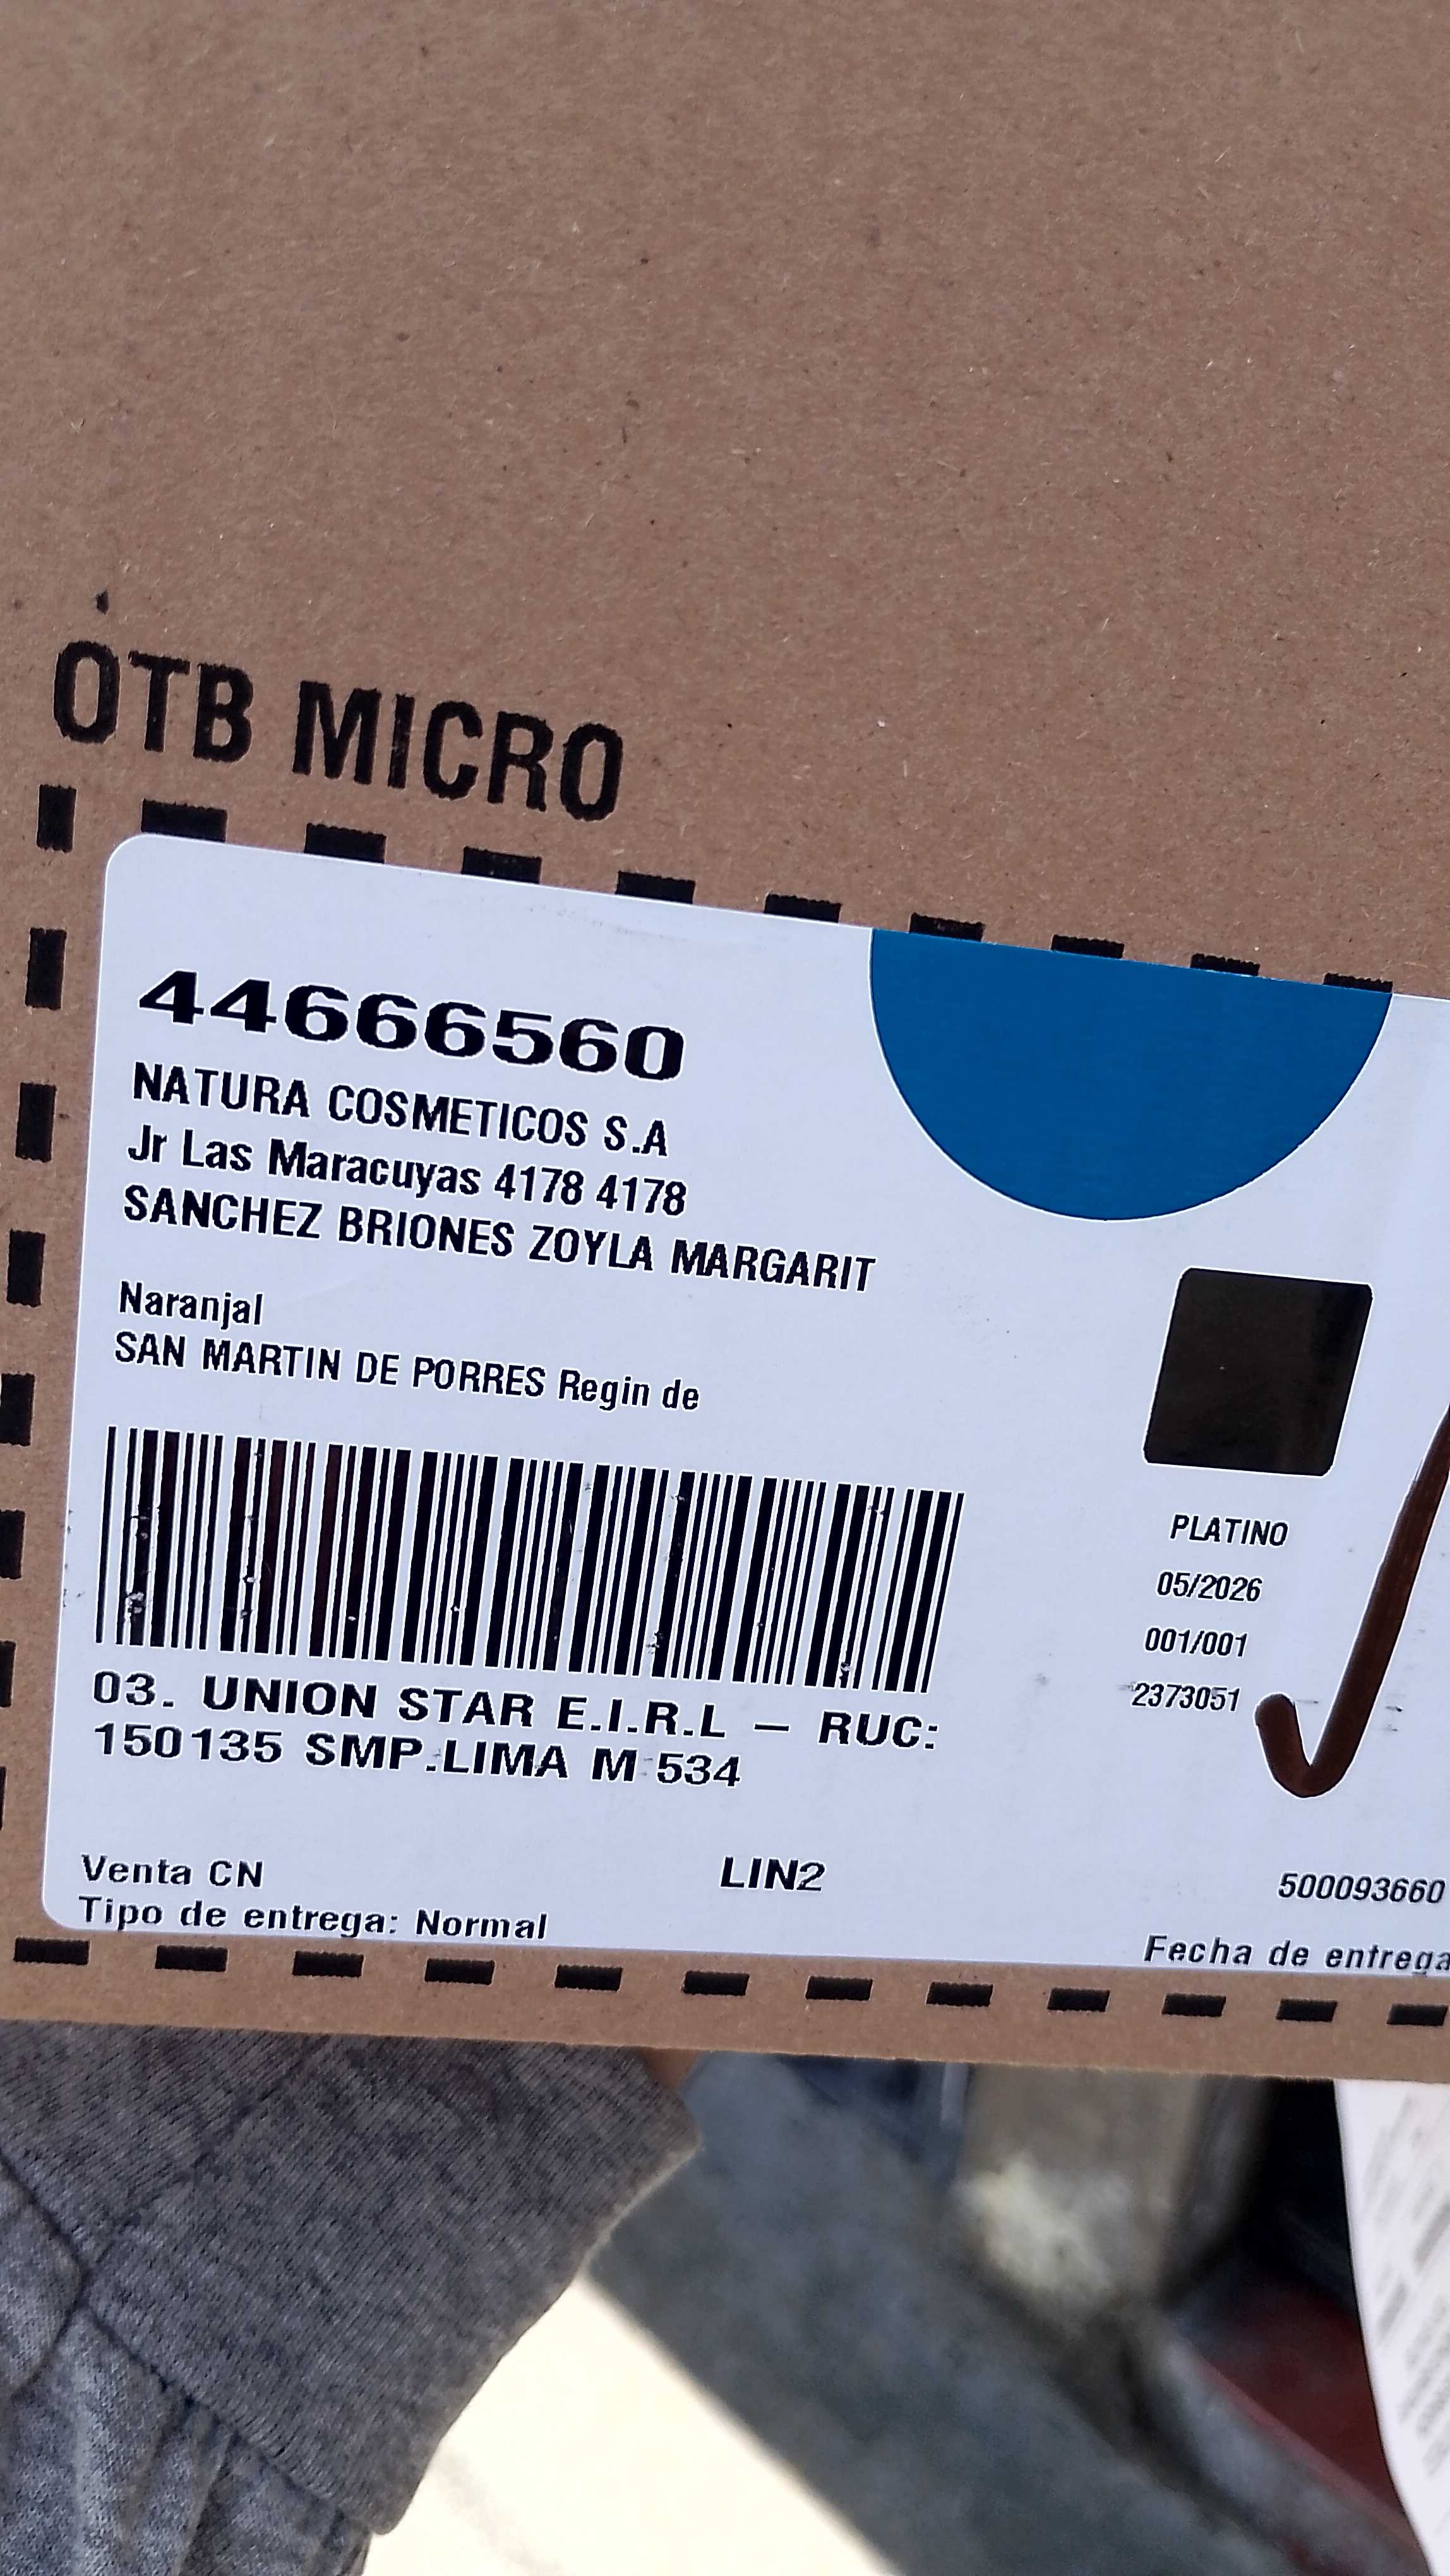 OTB MICRO
44666560
NATURA COSMETICOS S.A
Jr Las Maracuyas 4178 4178
SANCHEZ BRIONES ZOYLA MARGARIT
Naranjal
SAN MARTIN DE PORRES Regin de
PLATINO
05/2026
001/001
2373051
03. UNION STAR E.I.R.L – RUC:
150135 SMP.LIMA M 534
Venta CN
LIN2
500093660
Tipo de entrega: Normal
Fecha de entrega